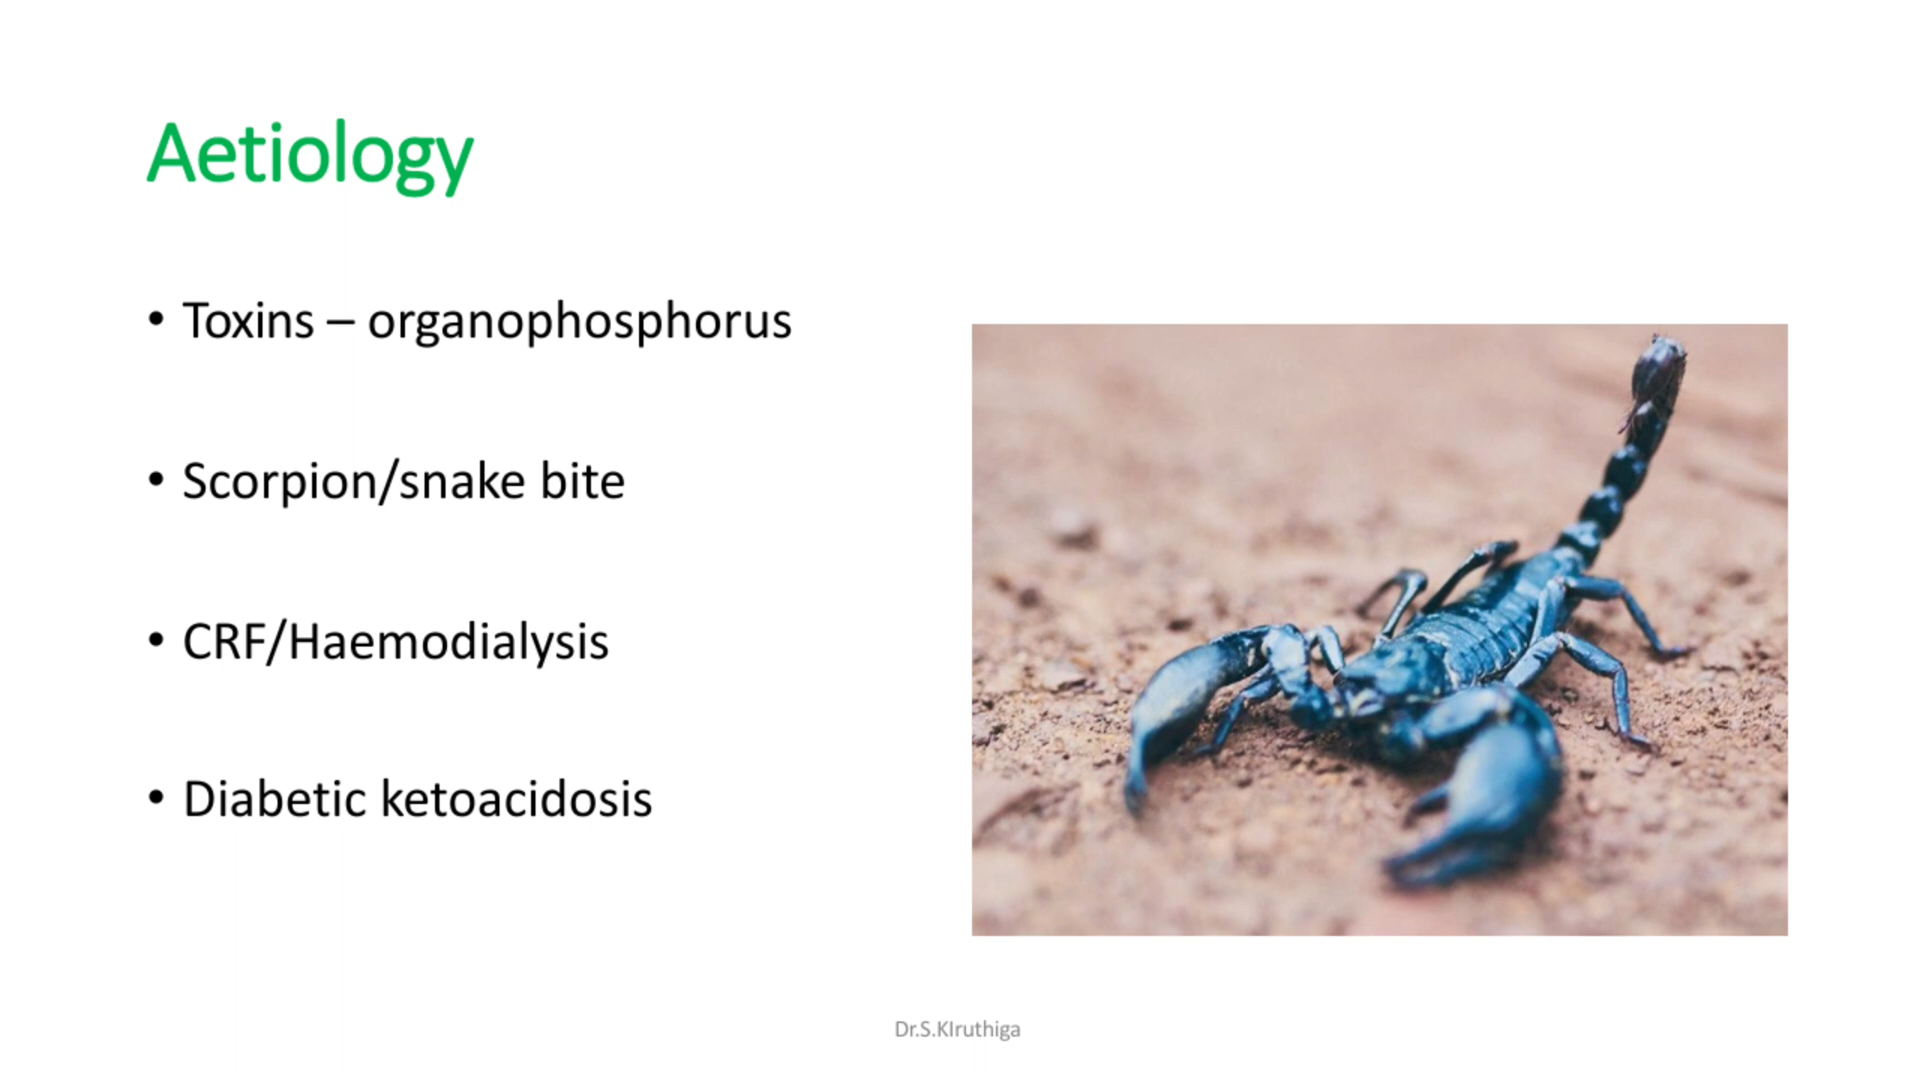 Aetiology
• Toxins – organophosphorus
• Scorpion/snake bite
• CRF/Haemodialysis
• Diabetic ketoacidosis
Dr.S.KIruthiga